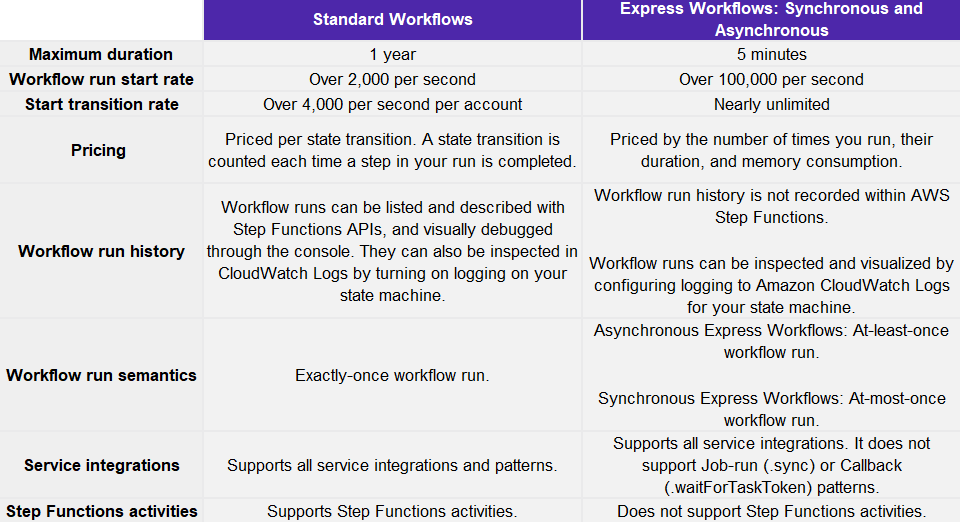 Standard Workflows
Express Workflows: Synchronous and
Asynchronous
Maximum duration
1 year
5 minutes
Workflow run start rate
Over 2,000 per second
Over 100,000 per second
Start transition rate
Over 4,000 per second per account
Nearly unlimited
Pricing
Priced per state transition. A state transition is
counted each time a step in your run is completed.
Priced by the number of times you run, their
duration, and memory consumption.
Workflow run history
Workflow runs can be listed and described with
Step Functions APIs, and visually debugged
through the console. They can also be inspected in
CloudWatch Logs by turning on logging on your
state machine.
Workflow run history is not recorded within AWS
Step Functions.
Workflow runs can be inspected and visualized by
configuring logging to Amazon CloudWatch Logs
for your state machine.
Workflow run semantics
Exactly-once workflow run.
Asynchronous Express Workflows: At-least-once
workflow run.
Synchronous Express Workflows: At-most-once
workflow run.
Service integrations
Supports all service integrations and patterns.
Supports all service integrations. It does not
support Job-run (.sync) or Callback
(.waitForTaskToken) patterns.
Step Functions activities
Supports Step Functions activities.
Does not support Step Functions activities.